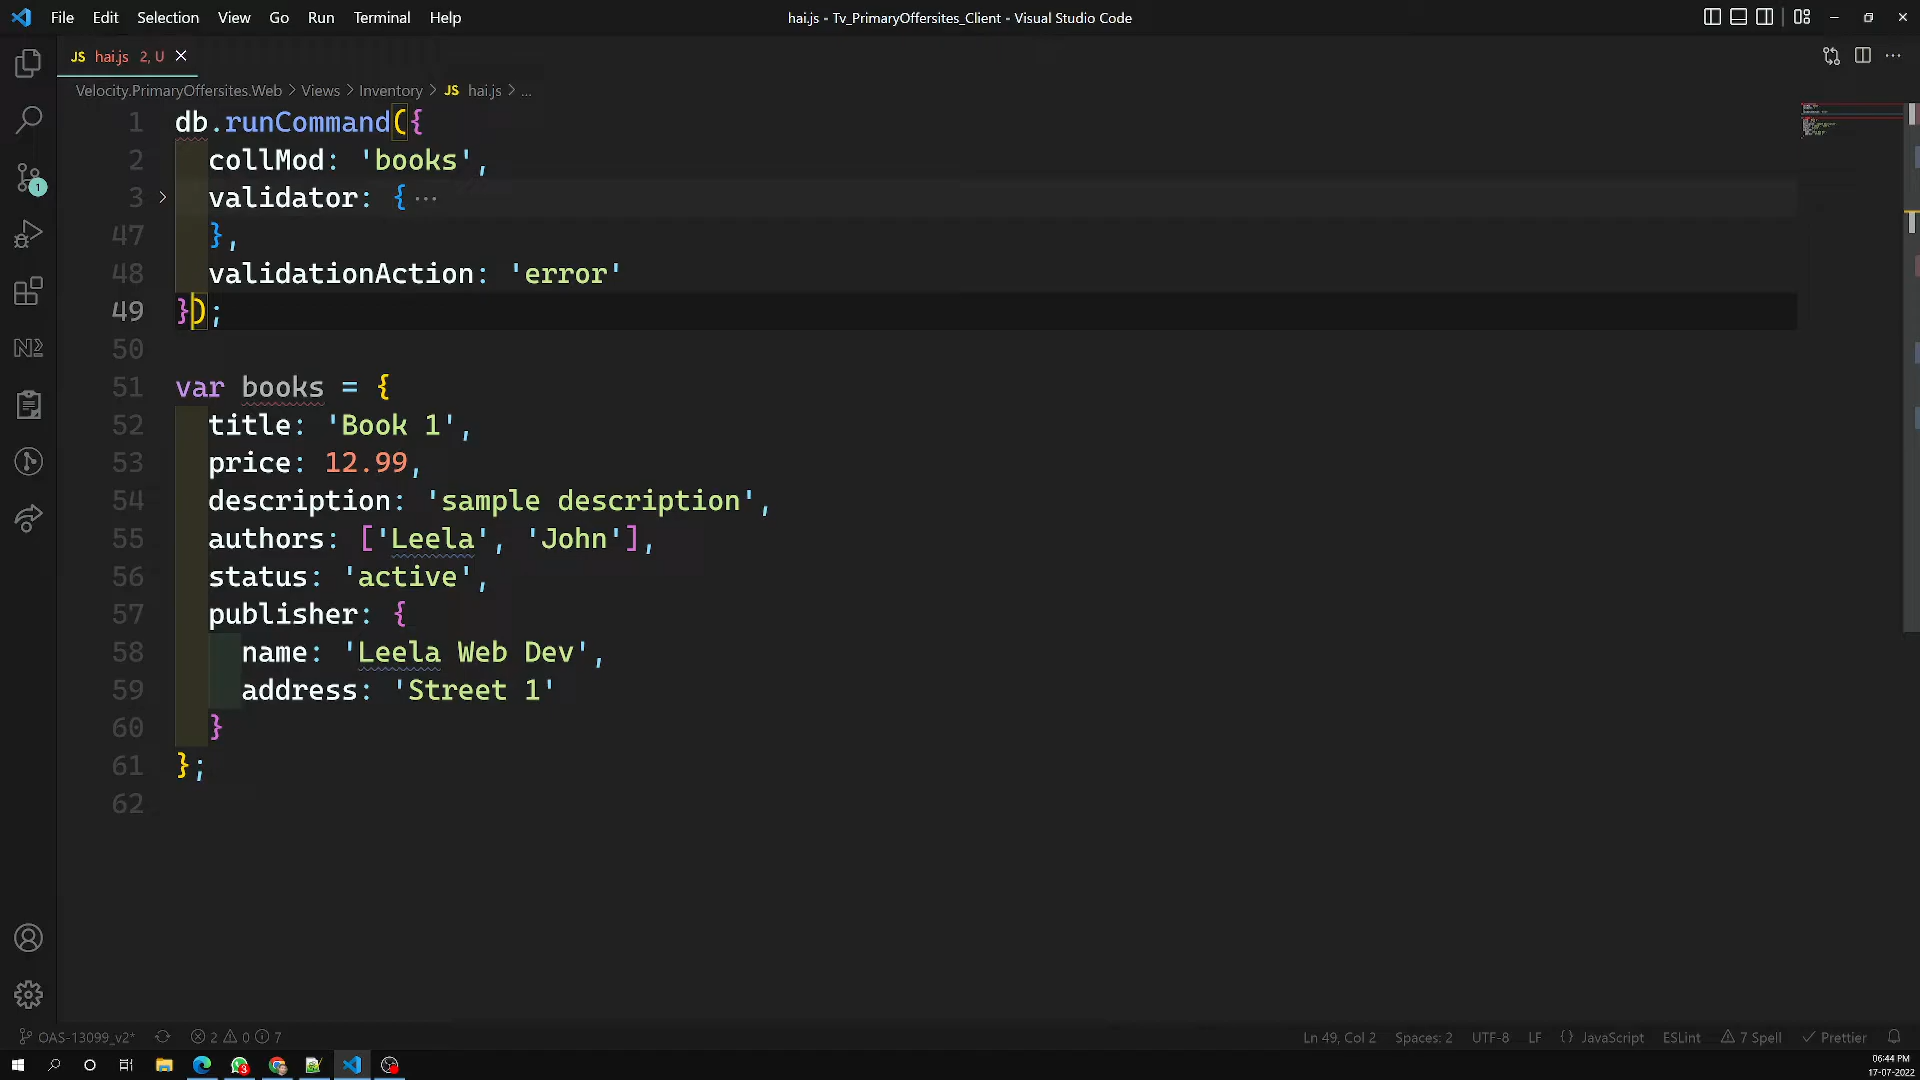 File Edit Selection View Go Run Terminal Help
hai.js - Tv_PrimaryOffersites_Client - Visual Studio Code
JS hai.js 2, U
Velocity.PrimaryOffersites.Web > Views > Inventory > JS hai.js > ...
1 db.runCommand({
2 collMod: 'books',
3 validator: { ...
47 },
48 validationAction: 'error'
49 });
50
51 var books = {
52 title: 'Book 1',
53 price: 12.99,
54 description: 'sample description',
55 authors: ['Leela', 'John'],
56 status: 'active',
57 publisher: {
58 name: 'Leela Web Dev',
59 address: 'Street 1'
60 }
61 };
62
1
N
OAS-13099_v2* 2 0 7
Ln 49, Col 2 Spaces: 2 UTF-8 LF {} JavaScript ESLint 7 Spell Prettier
3
06:44 PM
17-07-2022